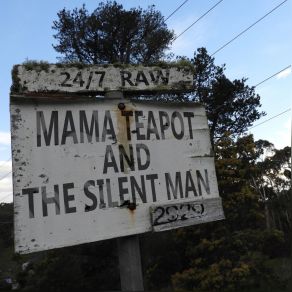 24/7 RAW
MAMA TEAPOT
AND
THE SILENT MAN